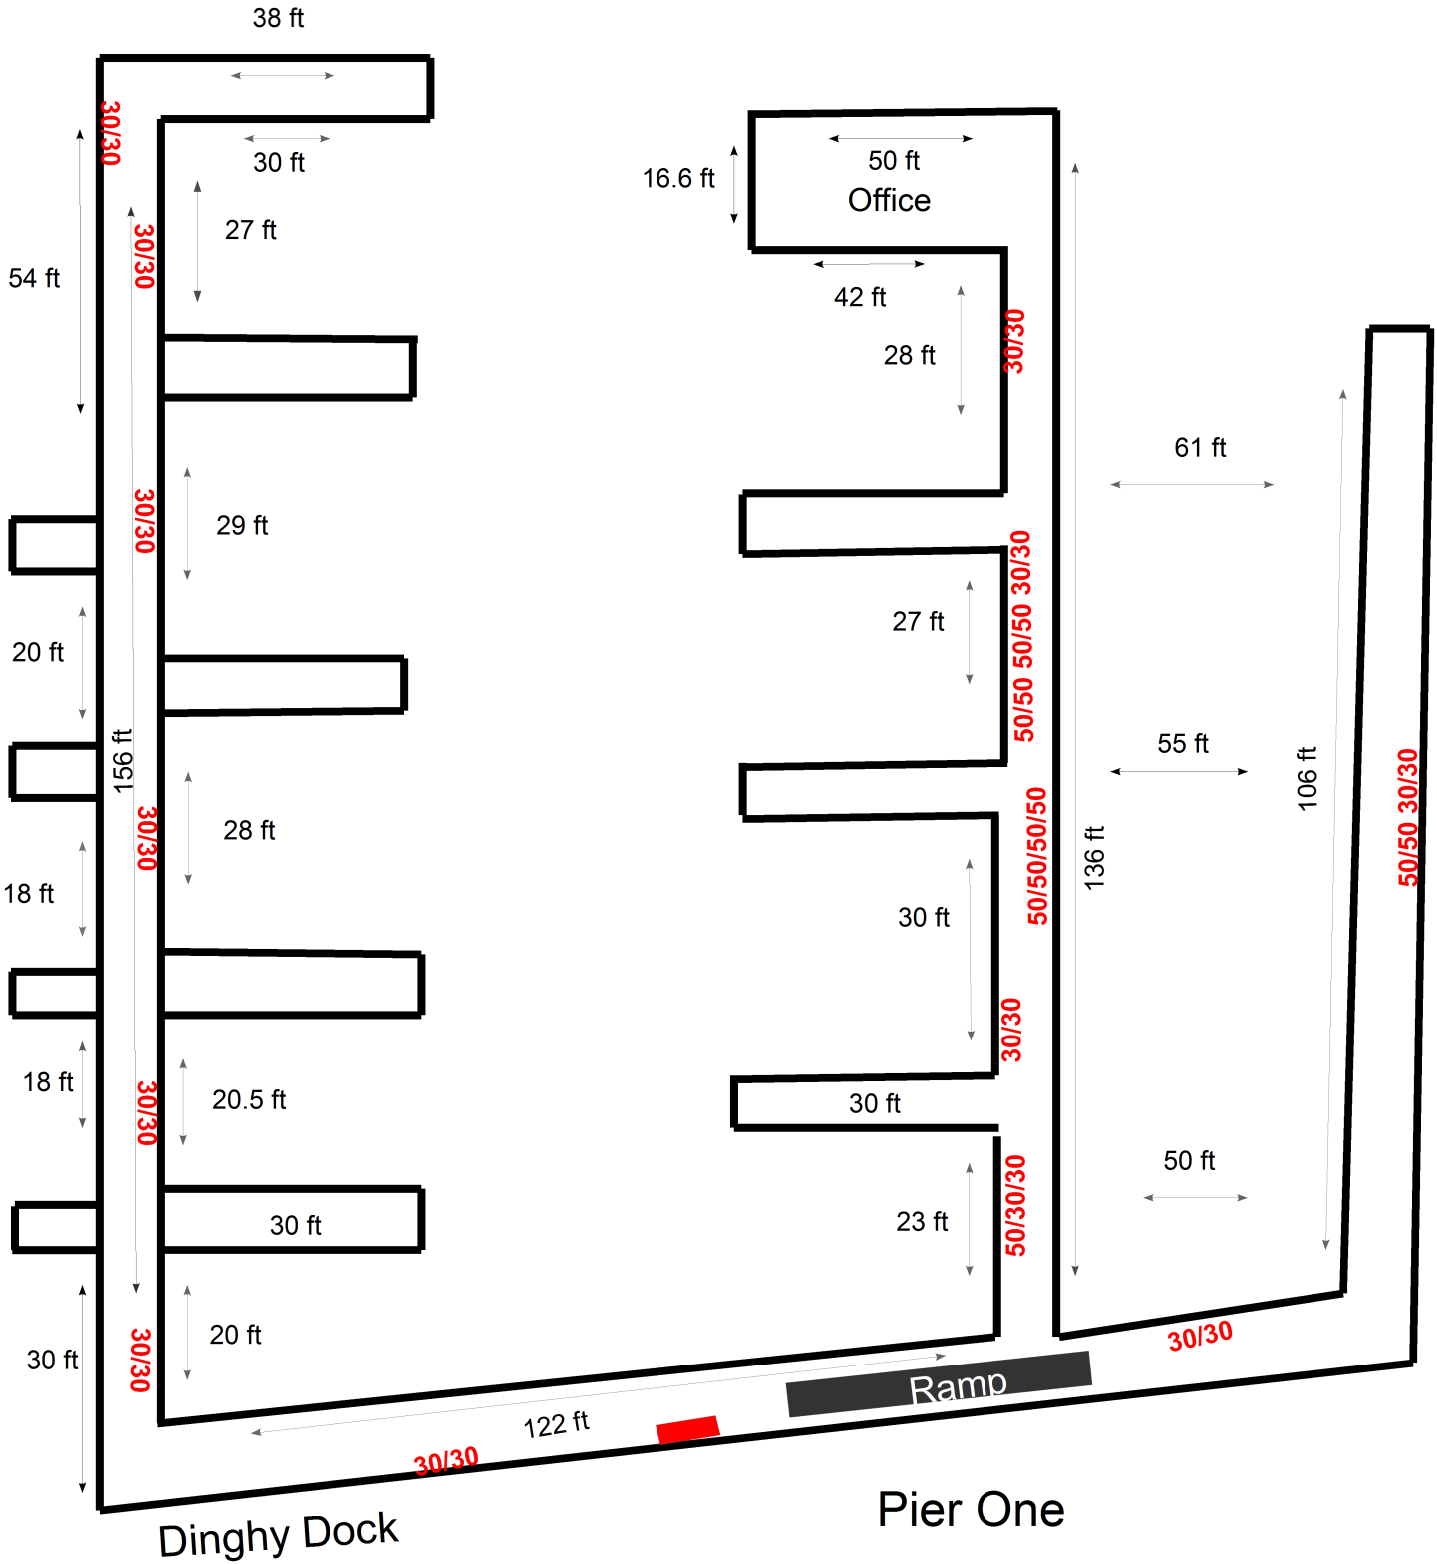 38 ft
30/30
50 ft
30 ft
16.6 ft
Office
27 ft
30/30
54 ft
42 ft
28 ft
30/30
61 ft
29 ft
30/30
50/50 50/50 30/30
27 ft
20 ft
156 ft
55 ft
106 ft
50/50 30/30
28 ft
30/30
50/50/50/50
136 ft
18 ft
30 ft
30/30
18 ft
20.5 ft
30/30
30 ft
50 ft
30 ft
23 ft
50/30/30
20 ft
30/30
30 ft
30/30
Ramp
122 ft
30/30
Pier One
Dinghy Dock